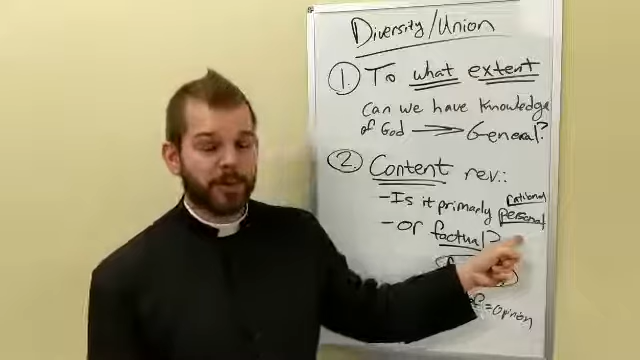 Diversity/Union
1. To what extent
Can we have Knowledge
of God → General?
2. Content rev::
rational
- Is it primarily personal
- or factual?
= opinion